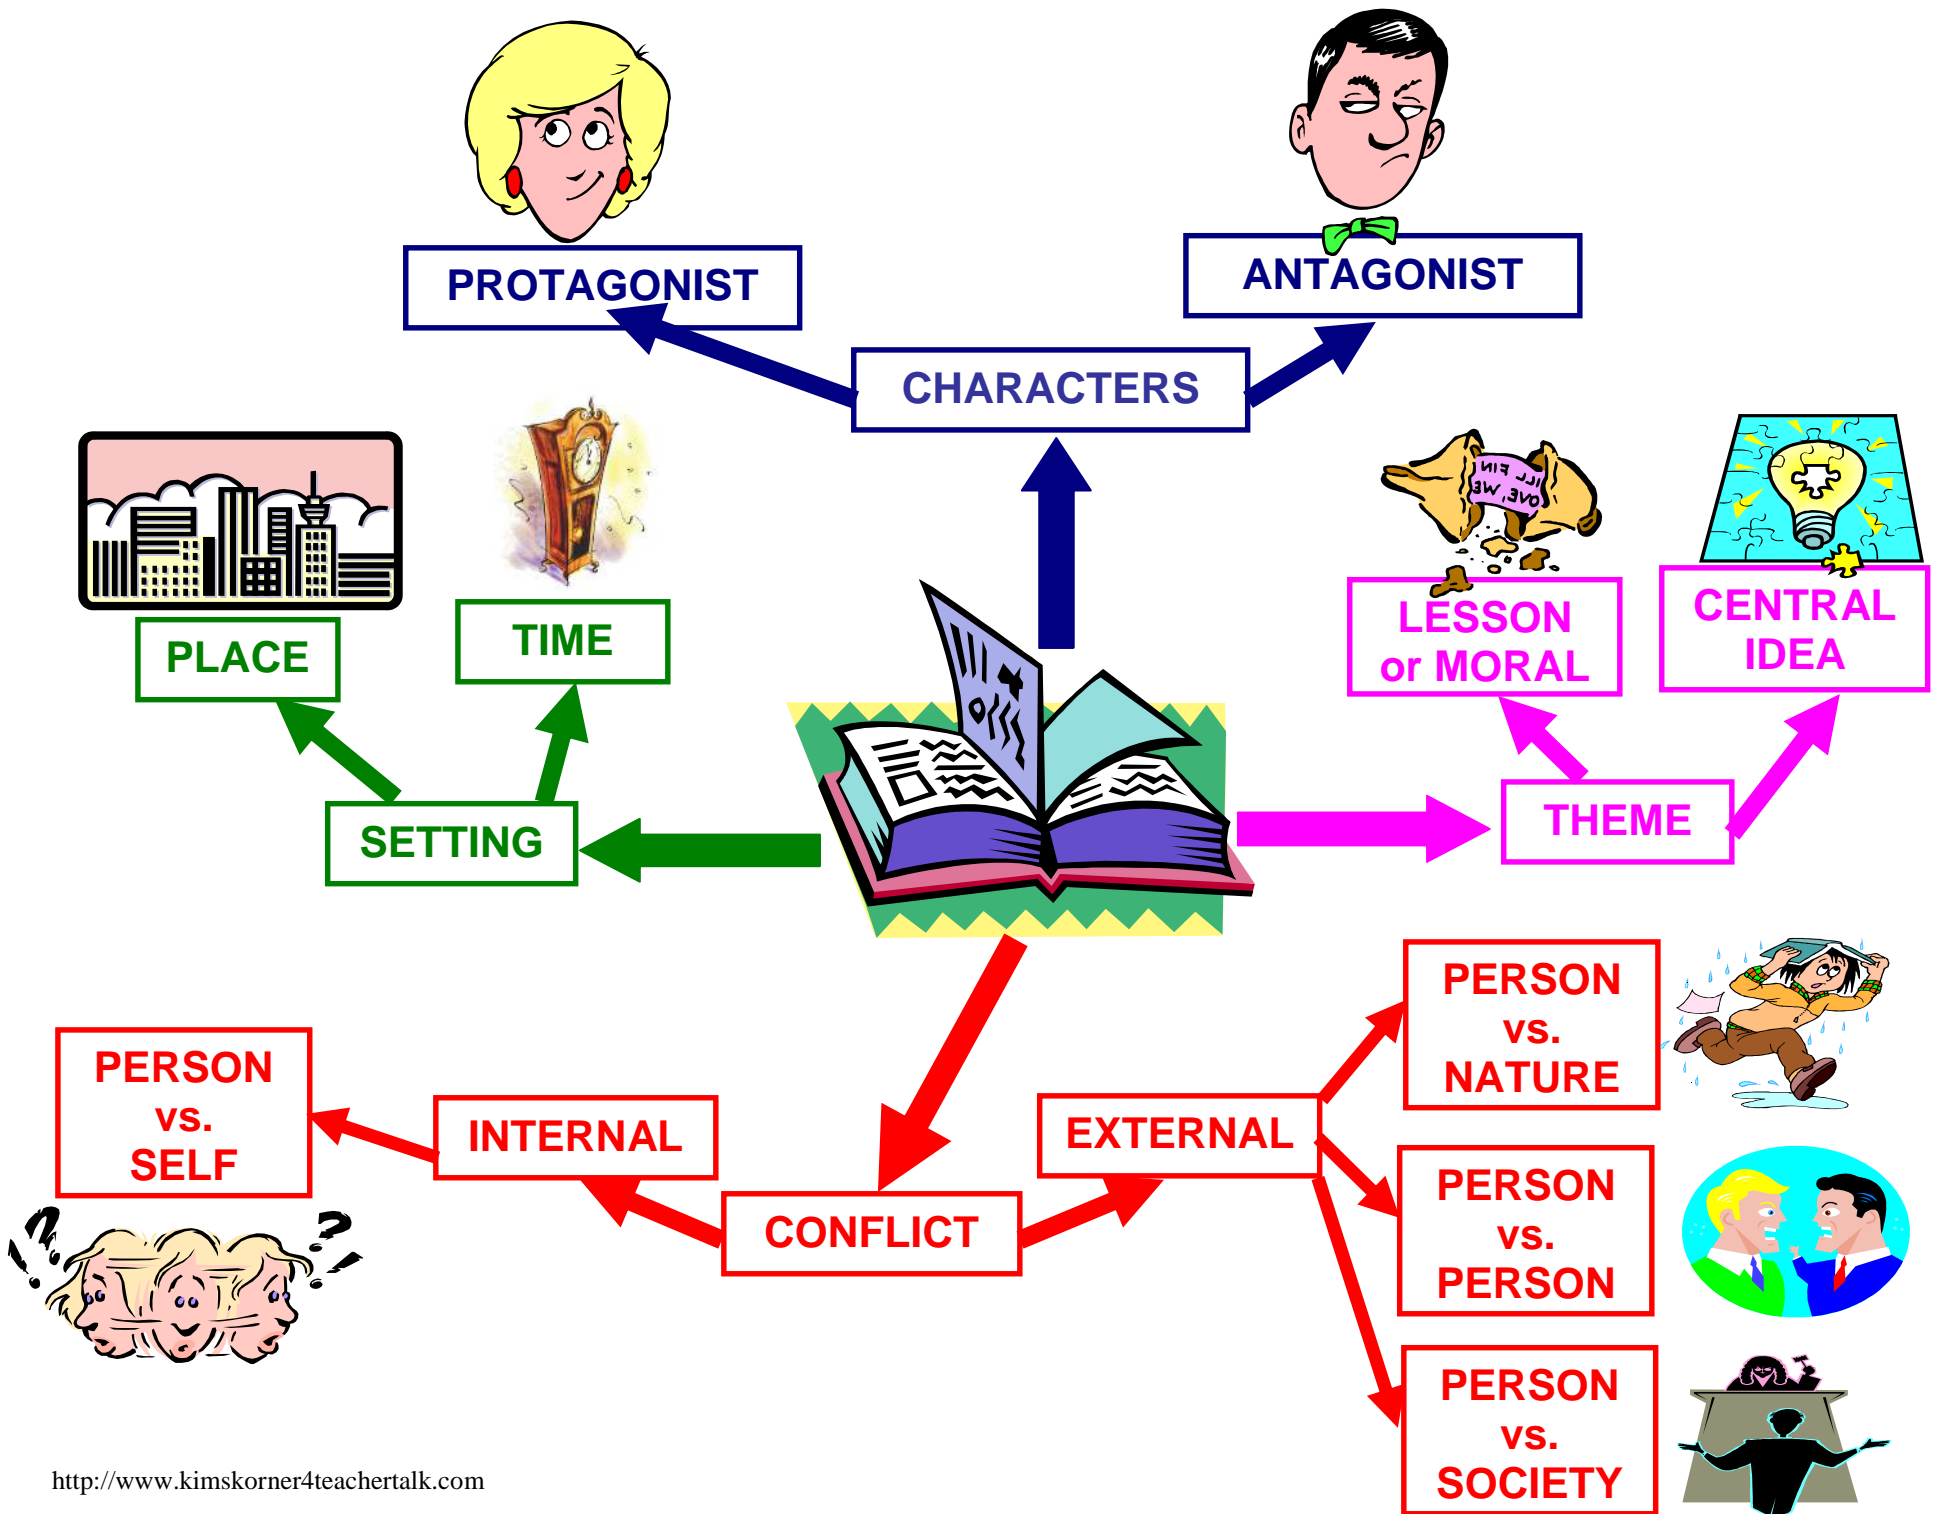 PROTAGONIST
ANTAGONIST
CHARACTERS
PLACE
TIME
SETTING
LESSON
or MORAL
CENTRAL
IDEA
THEME
PERSON
vs.
SELF
INTERNAL
CONFLICT
EXTERNAL
PERSON
vs.
NATURE
PERSON
vs.
PERSON
PERSON
vs.
SOCIETY
http://www.kimskorner4teachertalk.com